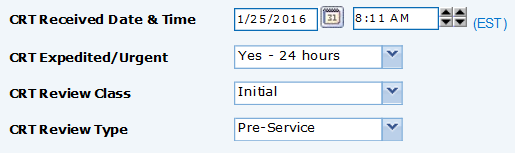 CRT Received Date & Time 1/25/2016 31 8:11 AM (EST)
CRT Expedited/Urgent Yes - 24 hours
CRT Review Class Initial
CRT Review Type Pre-Service